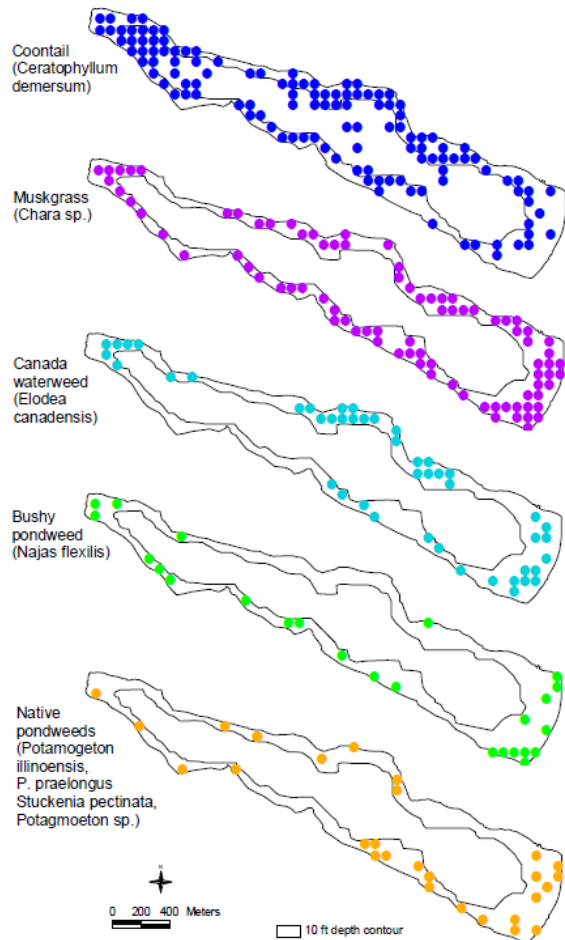 Coontail
(Ceratophyllum
demersum)
Muskgrass
(Chara sp.)
Canada
waterweed
(Elodea
canadensis)
Bushy
pondweed
(Najas flexilis)
Native
pondweeds
(Potamogeton
illinoensis,
P. praelongus
Stuckenia pectinata,
Potagmoeton sp.)
N
0 200 400 Meters
10 ft depth contour